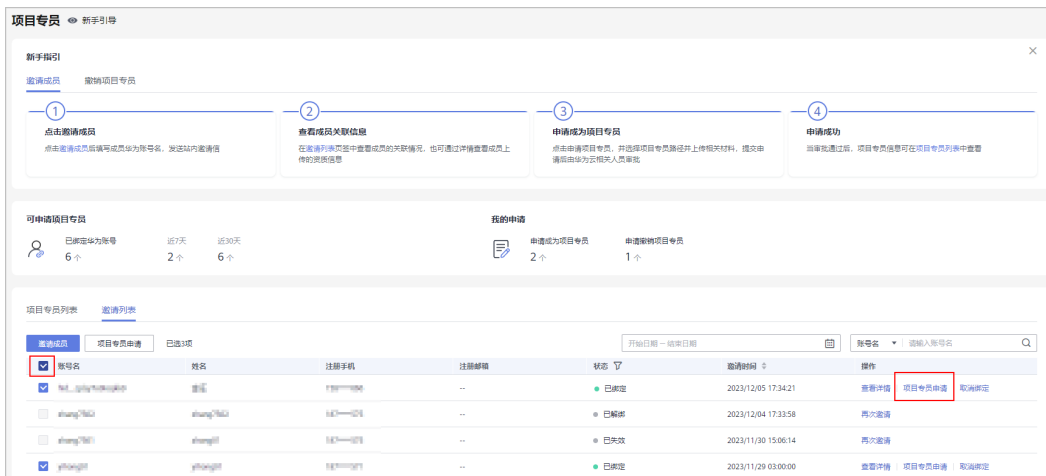 项目专员 新手引导
新手指引
邀请成员 撤销项目专员
1 2 3 4
点击邀请成员 查看成员关联信息 申请成为项目专员 申请成功
点击邀请成员后填写成员华为账号名，发送站内邀请信 在邀请列表页签中查看成员的关联情况，也可通过详情查看成员上 点击申请项目专员，并选择项目专员路径并上传相关材料，提交申 当审批通过后，项目专员信息可在项目专员列表中查看
传的资质信息 请后由华为云相关人员审批
可申请项目专员 我的申请
已绑定华为账号 近7天 近30天 申请成为项目专员 申请撤销项目专员
6 个 2 个 6 个 2 个 1 个
项目专员列表 邀请列表
邀请成员 项目专员申请 已选3项 开始日期 – 结束日期 账号名 请输入账号名
账号名 姓名 注册手机 注册邮箱 状态 邀请时间 操作
-- 已绑定 2023/12/05 17:34:21 查看详情 项目专员申请 取消绑定
-- 已解绑 2023/12/04 17:33:58 再次邀请
-- 已失效 2023/11/30 15:06:14 再次邀请
-- 已绑定 2023/11/29 03:00:00 查看详情 项目专员申请 取消绑定